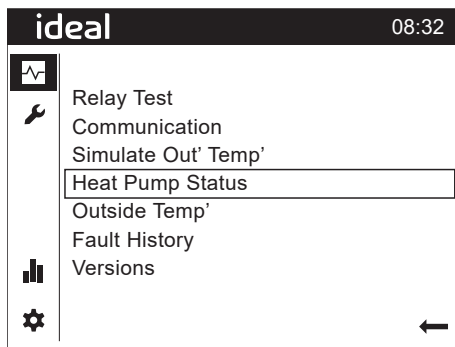 ideal 08:32
Relay Test
Communication
Simulate Out' Temp'
Heat Pump Status
Outside Temp'
Fault History
Versions